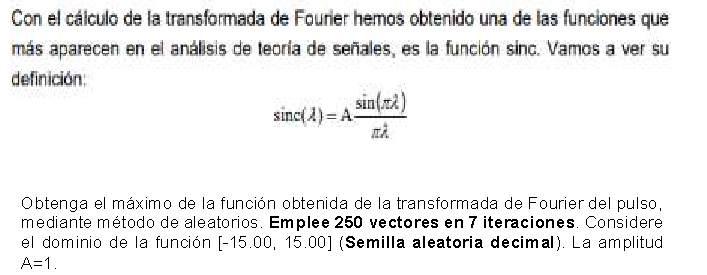 Con el cálculo de la transformada de Fourier hemos obtenido una de las funciones que
más aparecen en el análisis de teoría de señales, es la función sinc. Vamos a ver su
definición:
sinc(λ) = A sin(πλ) / πλ
Obtenga el máximo de la función obtenida de la transformada de Fourier del pulso,
mediante método de aleatorios. Emplee 250 vectores en 7 iteraciones. Considere
el dominio de la función [-15.00, 15.00] (Semilla aleatoria decimal). La amplitud
A=1.